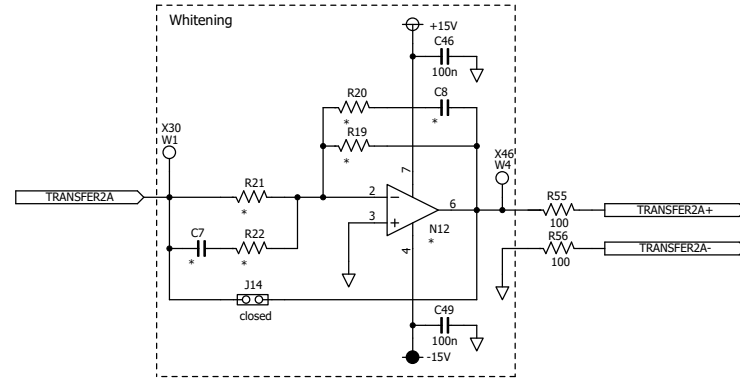 Whitening
+15V
C46
100n
R20
*
C8
*
X30
W1
R19
*
X46
W4
7
TRANSFER2A
R21
*
2
6
3
R55
100
TRANSFER2A+
C7
*
R22
*
N12
*
4
R56
100
TRANSFER2A-
J14
closed
C49
100n
-15V